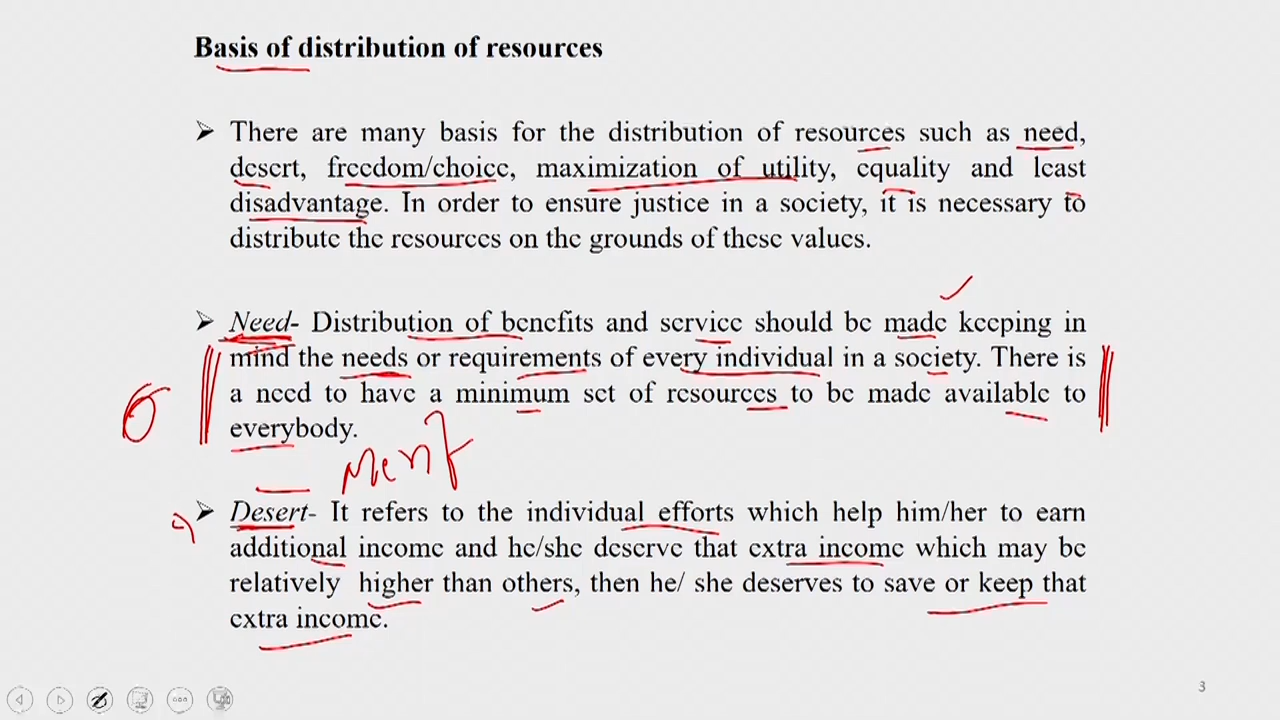 Basis of distribution of resources
➢ There are many basis for the distribution of resources such as need,
desert, freedom/choice, maximization of utility, equality and least
disadvantage. In order to ensure justice in a society, it is necessary to
distribute the resources on the grounds of these values.
➢ Need- Distribution of benefits and service should be made keeping in
mind the needs or requirements of every individual in a society. There is
a need to have a minimum set of resources to be made available to
everybody.
➢ Desert- It refers to the individual efforts which help him/her to earn
additional income and he/she deserve that extra income which may be
relatively higher than others, then he/ she deserves to save or keep that
extra income.
3